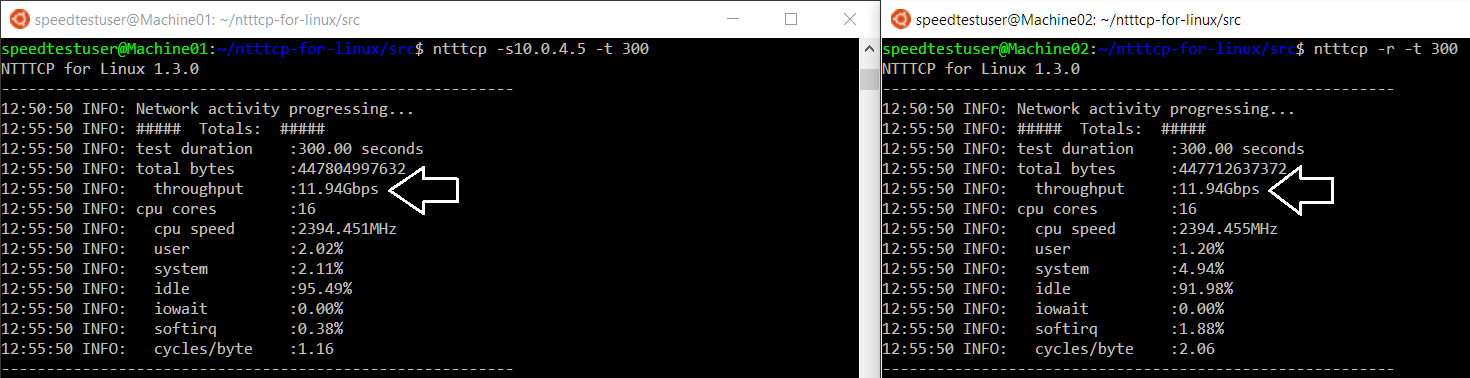 speedtestuser@Machine01: ~/ntttcp-for-linux/src
speedtestuser@Machine01:~/ntttcp-for-linux/src$ ntttcp -s10.0.4.5 -t 300
NTTTCP for Linux 1.3.0
---------------------------------------------------------
12:50:50 INFO: Network activity progressing...
12:55:50 INFO: ##### Totals: #####
12:55:50 INFO: test duration :300.00 seconds
12:55:50 INFO: total bytes :447804997632
12:55:50 INFO: throughput :11.94Gbps
12:55:50 INFO: cpu cores :16
12:55:50 INFO: cpu speed :2394.451MHz
12:55:50 INFO: user :2.02%
12:55:50 INFO: system :2.11%
12:55:50 INFO: idle :95.49%
12:55:50 INFO: iowait :0.00%
12:55:50 INFO: softirq :0.38%
12:55:50 INFO: cycles/byte :1.16
---------------------------------------------------------
speedtestuser@Machine02: ~/ntttcp-for-linux/src
speedtestuser@Machine02:~/ntttcp-for-linux/src$ ntttcp -r -t 300
NTTTCP for Linux 1.3.0
---------------------------------------------------------
12:50:50 INFO: Network activity progressing...
12:55:50 INFO: ##### Totals: #####
12:55:50 INFO: test duration :300.00 seconds
12:55:50 INFO: total bytes :447712637372
12:55:50 INFO: throughput :11.94Gbps
12:55:50 INFO: cpu cores :16
12:55:50 INFO: cpu speed :2394.455MHz
12:55:50 INFO: user :1.20%
12:55:50 INFO: system :4.94%
12:55:50 INFO: idle :91.98%
12:55:50 INFO: iowait :0.00%
12:55:50 INFO: softirq :1.88%
12:55:50 INFO: cycles/byte :2.06
---------------------------------------------------------